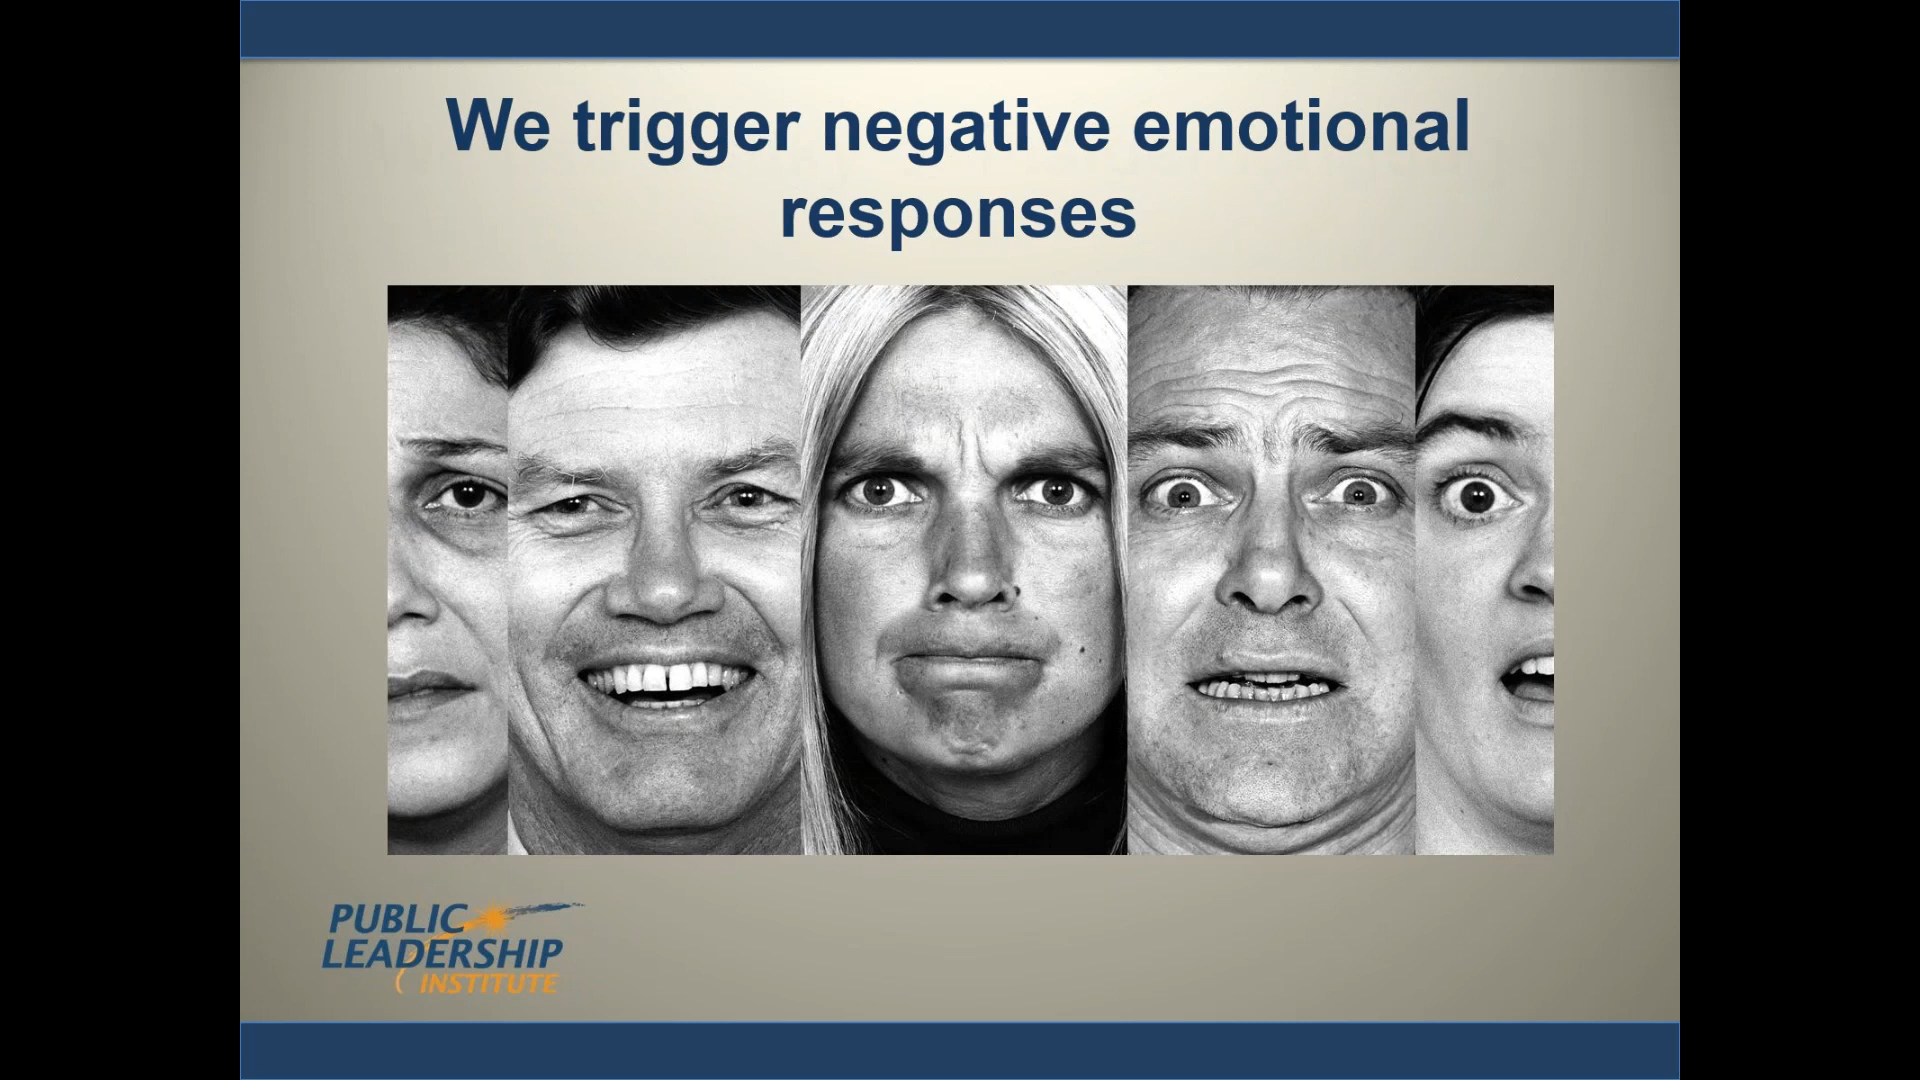 We trigger negative emotional
responses
PUBLIC
LEADERSHIP
INSTITUTE